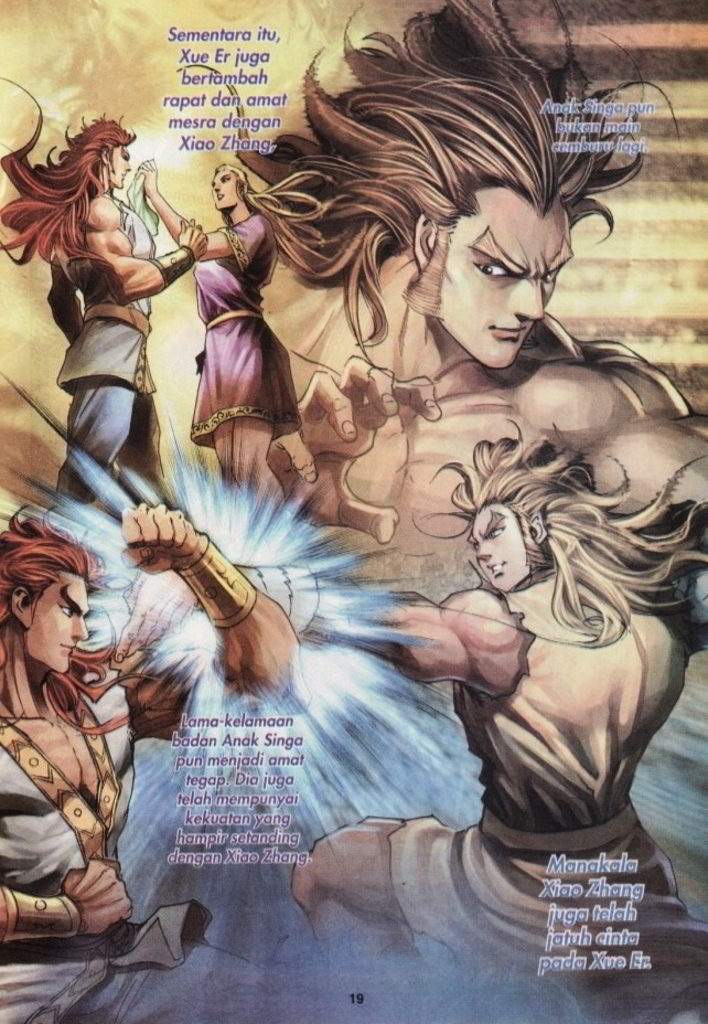 Sementara itu,
Xue Er juga
bertambah
rapat dan amat
mesra dengan
Xiao Zhang,
Anak Singa pun
bukan main
cemburu lagi.
Lama-kelamaan
badan Anak Singa
pun menjadi amat
tegap. Dia juga
telah mempunyai
kekuatan yang
hampir setanding
dengan Xiao Zhang.
Manakala
Xiao Zhang
juga telah
jatuh cinta
pada Xue Er.
19